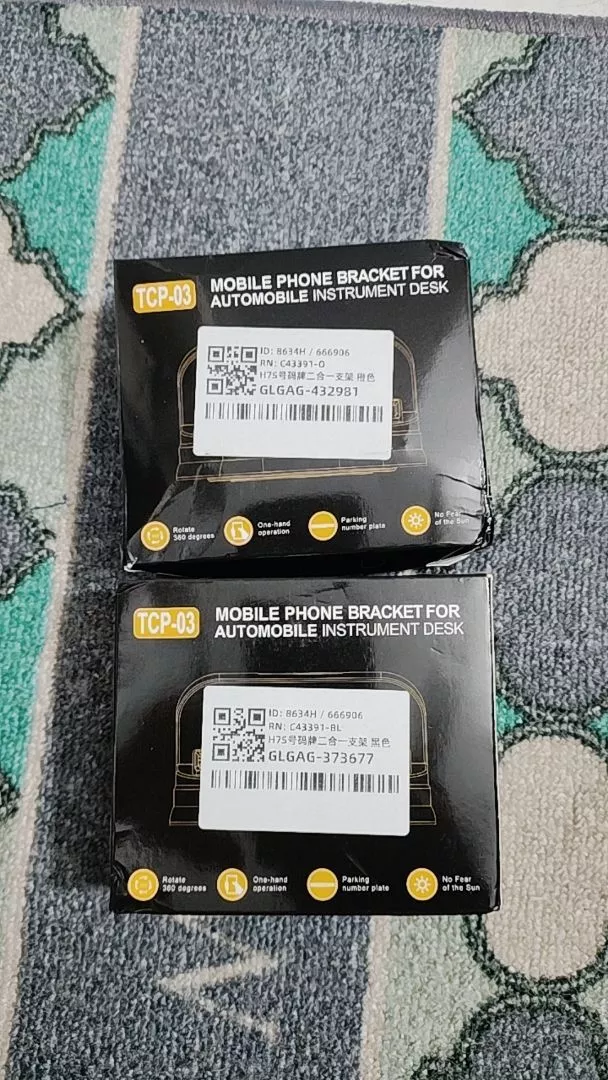 TCP-03
MOBILE PHONE BRACKET FOR
AUTOMOBILE INSTRUMENT DESK
ID: 8634H / 666906
RN: C43391-O
H75号码牌二合一支架 橙色
GLGAG-432981
Rotate
360 degrees
One-hand
operation
Parking
number plate
No Fear
of the Sun
TCP-03
MOBILE PHONE BRACKET FOR
AUTOMOBILE INSTRUMENT DESK
ID: 8634H / 666906
RN: C43391-BL
H75号码牌二合一支架 黑色
GLGAG-373677
Rotate
360 degrees
One-hand
operation
Parking
number plate
No Fear
of the Sun